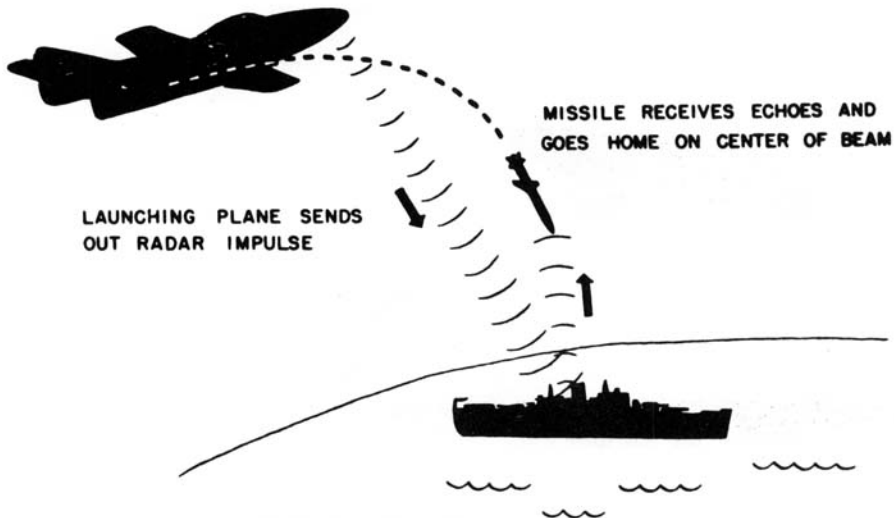 MISSILE RECEIVES ECHOES AND
GOES HOME ON CENTER OF BEAM
LAUNCHING PLANE SENDS
OUT RADAR IMPULSE